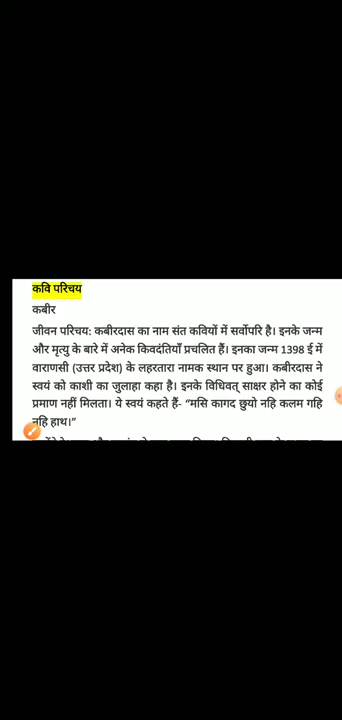 कवि परिचय
कबीर
जीवन परिचय: कबीरदास का नाम संत कवियों में सर्वोपरि है। इनके जन्म
और मृत्यु के बारे में अनेक किवदंतियाँ प्रचलित हैं। इनका जन्म 1398 ई में
वाराणसी (उत्तर प्रदेश) के लहरतारा नामक स्थान पर हुआ। कबीरदास ने
स्वयं को काशी का जुलाहा कहा है। इनके विधिवत् साक्षर होने का कोई
प्रमाण नहीं मिलता। ये स्वयं कहते हैं- “मसि कागद छुयो नहि कलम गहि
नहि हाथ।”